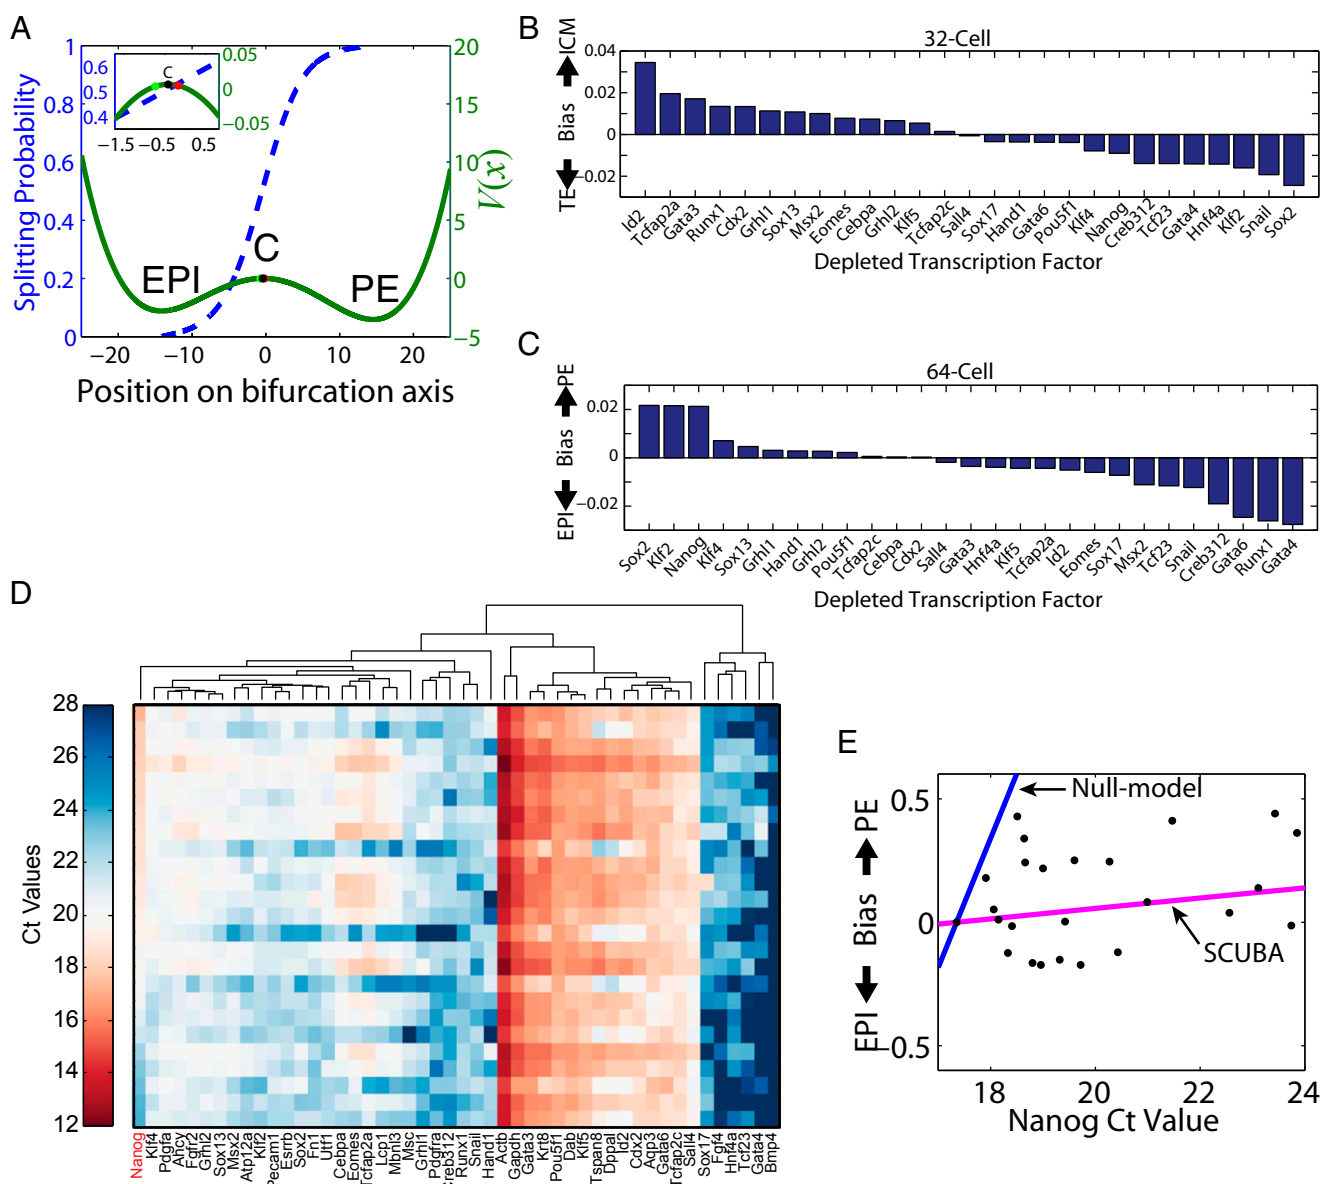 A
Splitting Probability
1
0.8
0.6
0.4
0.2
0
0.6
0.5
0.4
C
0.05
0
−0.05
−1.5 −0.5 0.5
20
15
10
5
0
−5
V(x)
EPI
C
PE
−20 −10 0 10 20
Position on bifurcation axis
B
32-Cell
TE Bias ICM
0.04
0.02
0
−0.02
Id2 Tcfap2a Gata3 Runx1 Cdx2 Grhl1 Sox13 Msx2 Eomes Cebpa Grhl2 Klf5 Tcfap2c Sall4 Sox17 Hand1 Gata6 Pou5f1 Klf4 Nanog Creb312 Tcf23 Gata4 Hnf4a Klf2 Snail Sox2
Depleted Transcription Factor
C
64-Cell
EPI Bias PE
0.02
0
−0.02
Sox2 Klf2 Nanog Klf4 Sox13 Grhl1 Hand1 Grhl2 Pou5f1 Tcfap2c Cebpa Cdx2 Sall4 Gata3 Hnf4a Klf5 Tcfap2a Id2 Eomes Sox17 Msx2 Tcf23 Snail Creb312 Gata6 Runx1 Gata4
Depleted Transcription Factor
D
Ct Values
28
26
24
22
20
18
16
14
12
Nanog Klf4 Pdgfa Ahcy Fgfr2 Grhl2 Sox13 Msx2 Atp12a Klf2 Pecam1 Esrrb Sox2 Fn1 Utf1 Cebpa Eomes Tcfap2a Lcp1 Mbnl3 Msc Grhl1 Pdgfra Creb312 Runx1 Snail Hand1 Actb Gapdh Gata3 Krt8 Pou5f1 Dab Klf5 Tspan8 DppaI Id2 Cdx2 Aqp3 Gata6 Tcfap2c Sall4 Sox17 Fgf4 Hnf4a Tcf23 Gata4 Bmp4
E
EPI Bias PE
0.5
0
−0.5
Null-model
SCUBA
18 20 22 24
Nanog Ct Value